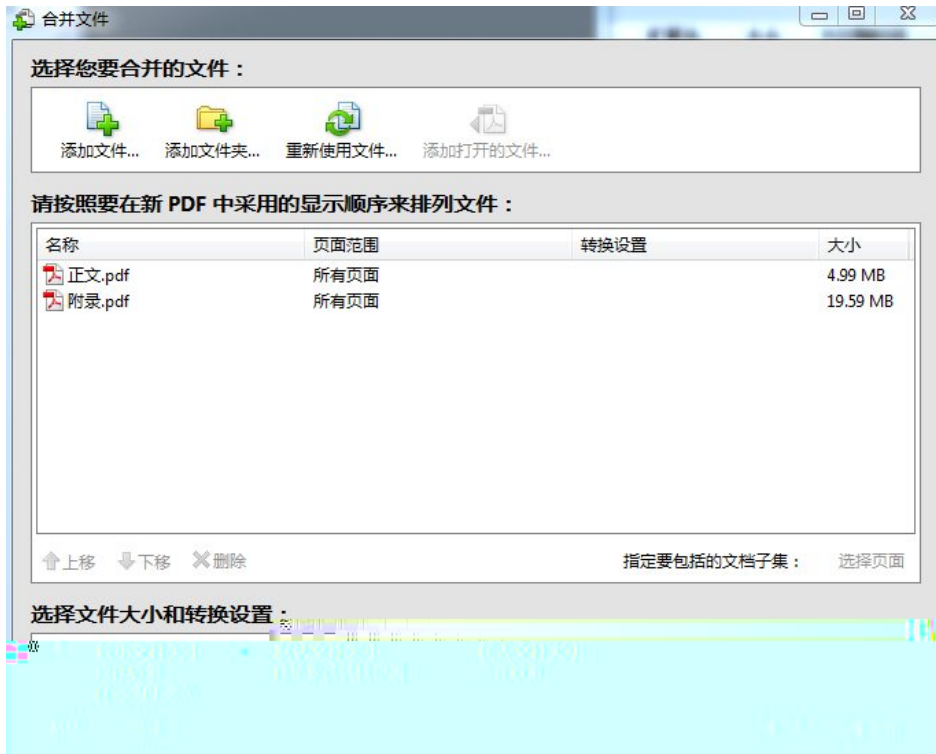 合并文件
选择您要合并的文件：
添加文件... 添加文件夹... 重新使用文件... 添加打开的文件...
请按照要在新 PDF 中采用的显示顺序来排列文件：
名称 页面范围 转换设置 大小
正文.pdf 所有页面 4.99 MB
附录.pdf 所有页面 19.59 MB
上移 下移 删除 指定要包括的文档子集： 选择页面
选择文件大小和转换设置：